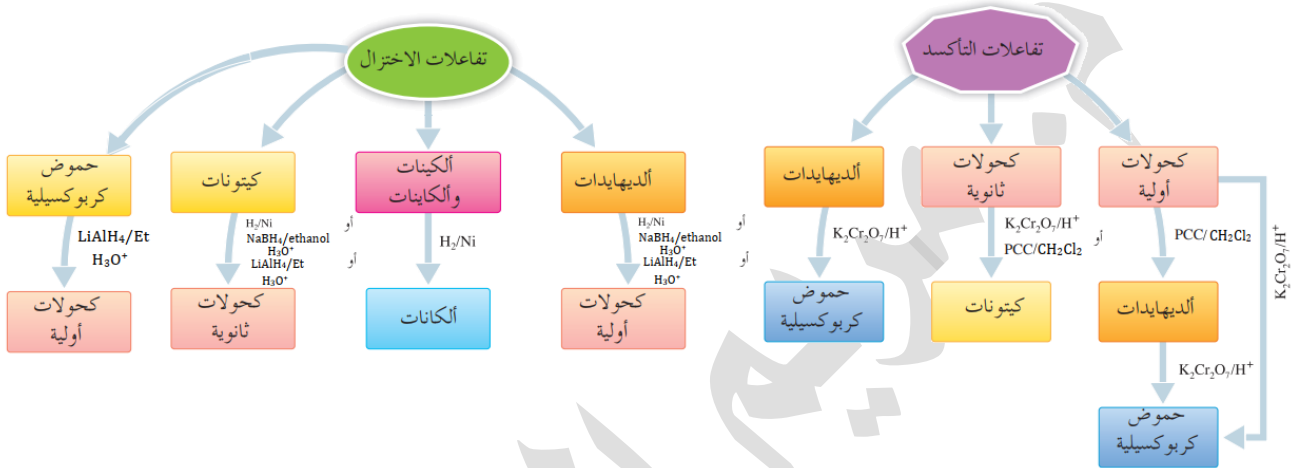 تفاعلات التأكسد
كحولات
أولية
كحولات
ثانوية
ألديهايدات
PCC/CH₂Cl₂
K₂Cr₂O₇/H⁺
أو
PCC/CH₂Cl₂
K₂Cr₂O₇/H⁺
K₂Cr₂O₇/H⁺
ألديهايدات
كيتونات
حموض
كربوكسيلية
K₂Cr₂O₇/H⁺
حموض
كربوكسيلية
تفاعلات الاختزال
ألديهايدات
ألكينات
وألكاينات
كيتونات
حموض
كربوكسيلية
H₂/Ni أو
NaBH₄/ethanol
H₃O⁺
LiAlH₄/Et أو
H₃O⁺
H₂/Ni
H₂/Ni أو
NaBH₄/ethanol
H₃O⁺
LiAlH₄/Et أو
H₃O⁺
LiAlH₄/Et
H₃O⁺
كحولات
أولية
ألكانات
كحولات
ثانوية
كحولات
أولية